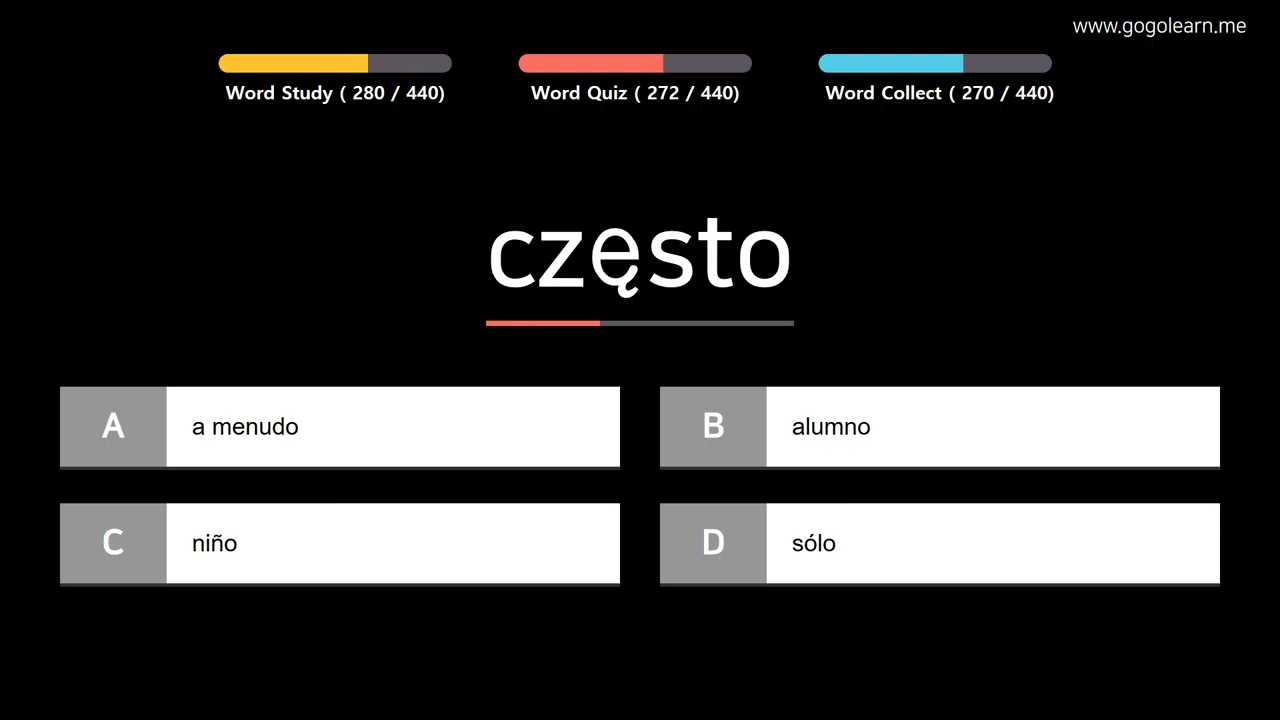 www.gogolearn.me
Word Study ( 280 / 440)
Word Quiz ( 272 / 440)
Word Collect ( 270 / 440)
często
A
a menudo
B
alumno
C
niño
D
sólo